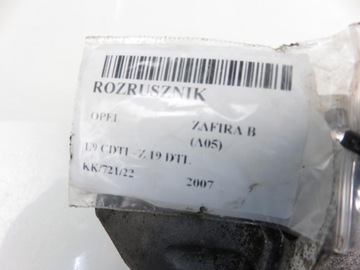 ROZRUSZNIK
OPEL ZAFIRA B
(A05)
1.9 CDTI - Z 19 DTL
KK/721/22 2007